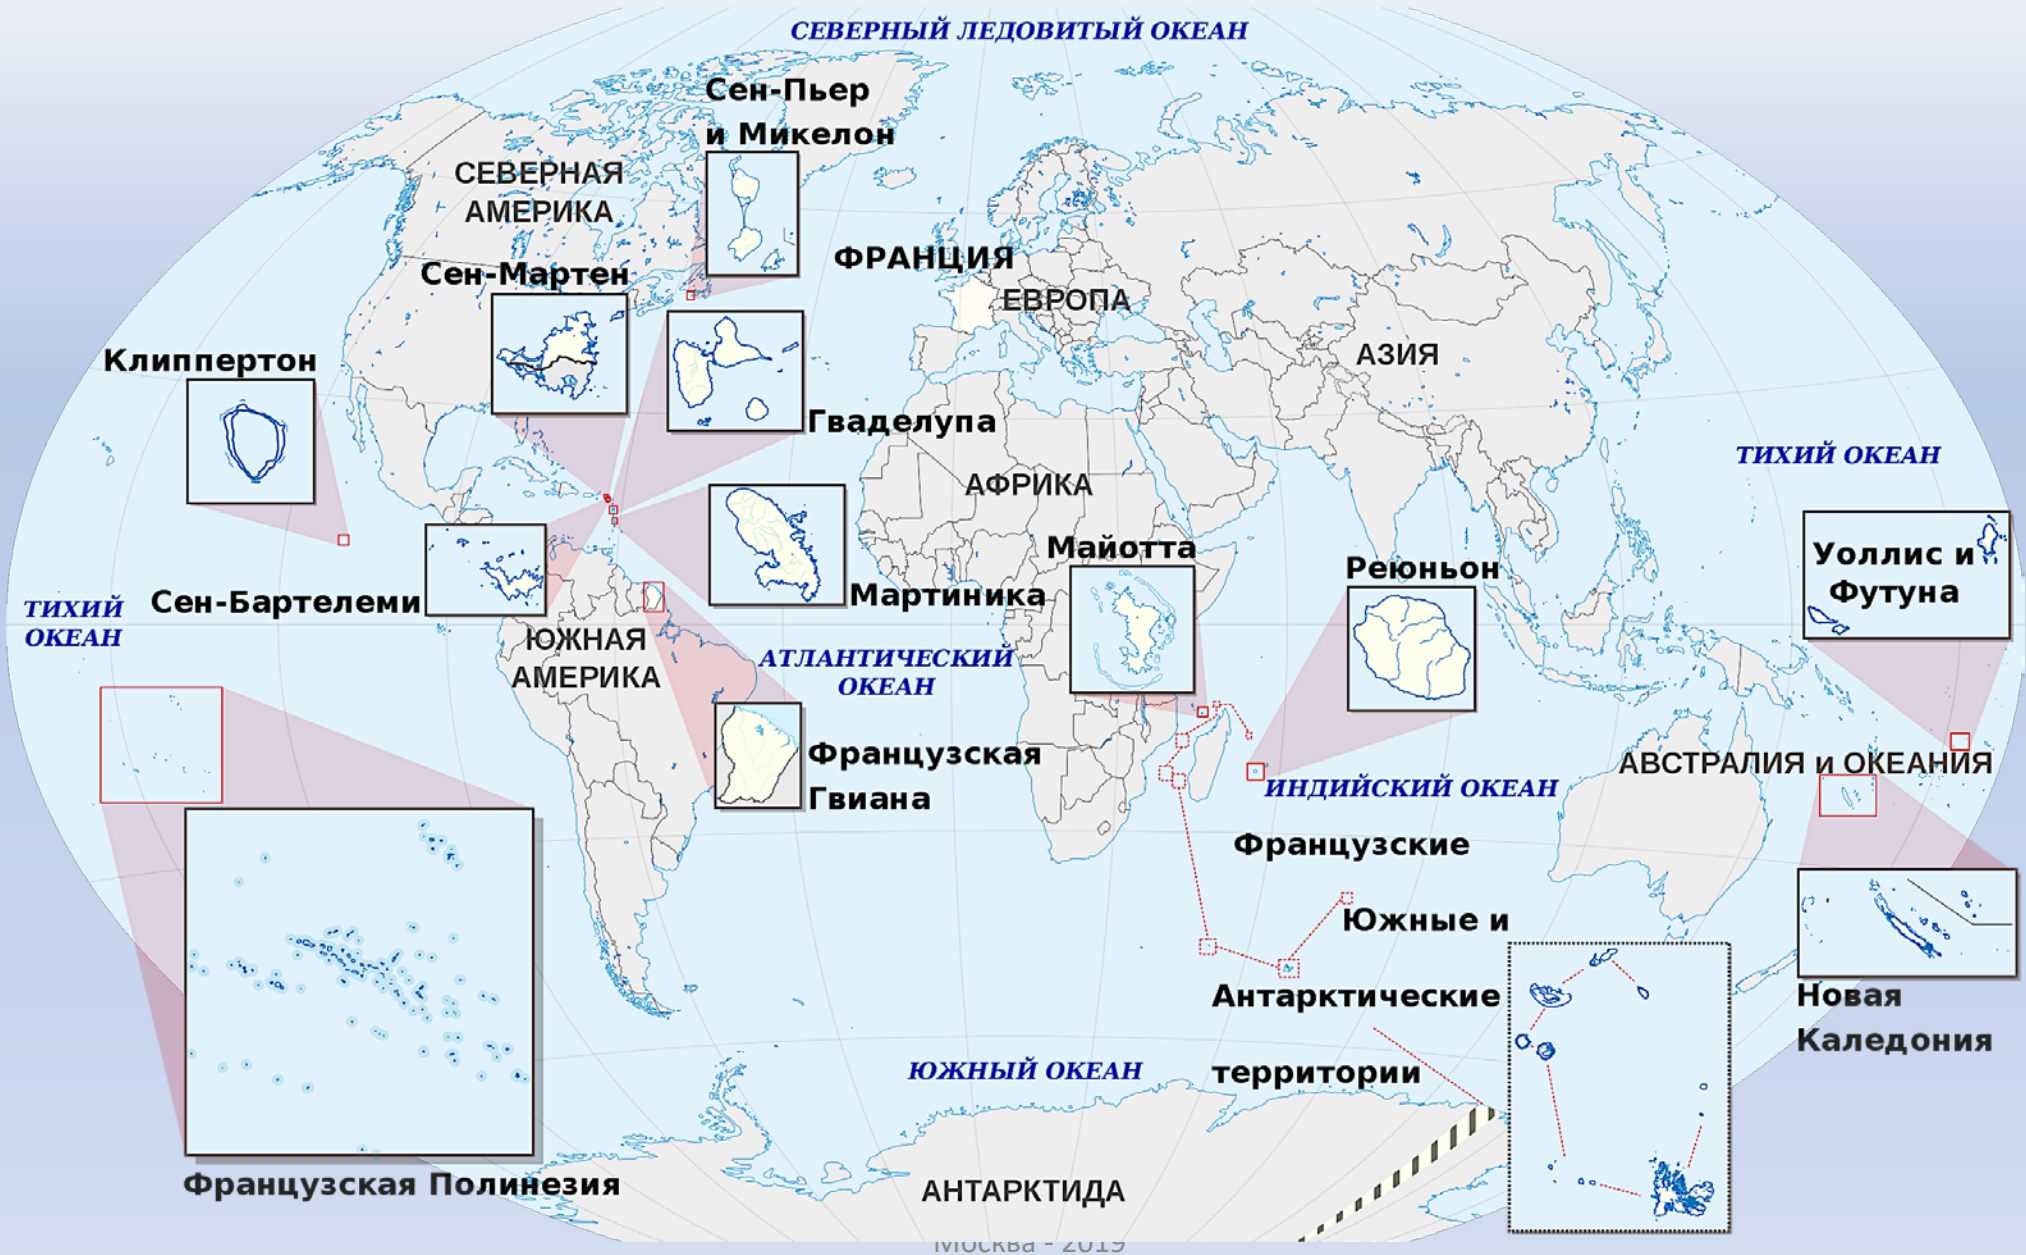 СЕВЕРНЫЙ ЛЕДОВИТЫЙ ОКЕАН
Сен-Пьер
и Микелон
СЕВЕРНАЯ
АМЕРИКА
ФРАНЦИЯ
Сен-Мартен
ЕВРОПА
АЗИЯ
Клиппертон
Гваделупа
ТИХИЙ ОКЕАН
АФРИКА
Майотта
Реюньон
Уоллис и
Футуна
Сен-Бартелеми
Мартиника
ТИХИЙ
ОКЕАН
ЮЖНАЯ
АМЕРИКА
АТЛАНТИЧЕСКИЙ
ОКЕАН
Французская
Гвиана
АВСТРАЛИЯ и ОКЕАНИЯ
ИНДИЙСКИЙ ОКЕАН
Французские
Южные и
Антарктические
территории
Новая
Каледония
ЮЖНЫЙ ОКЕАН
Французская Полинезия
АНТАРКТИДА
Москва - 2019